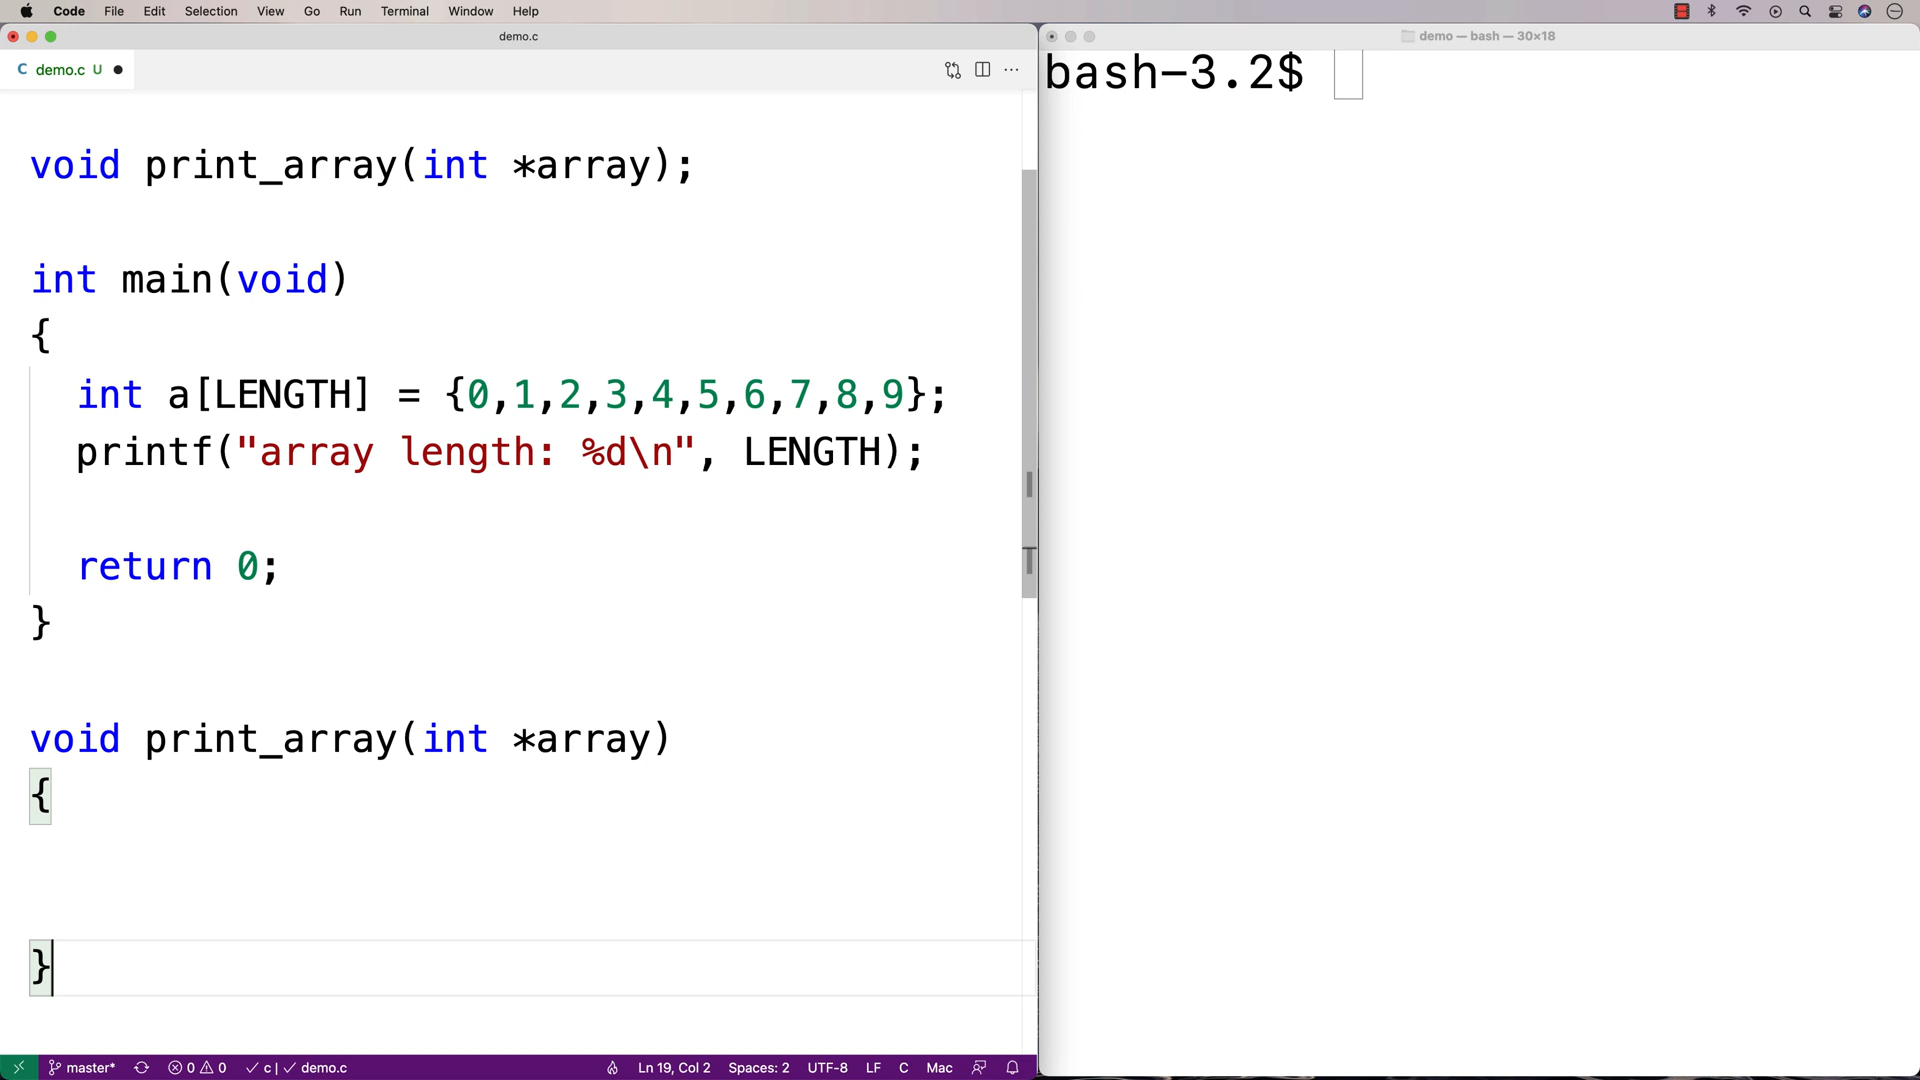 Code File Edit Selection View Go Run Terminal Window Help
demo.c
demo — bash — 30×18
C demo.c U
bash-3.2$
void print_array(int *array);
int main(void)
{
int a[LENGTH] = {0,1,2,3,4,5,6,7,8,9};
printf("array length: %d\n", LENGTH);
return 0;
}
void print_array(int *array)
{
}
master* 0 0 c | demo.c Ln 19, Col 2 Spaces: 2 UTF-8 LF C Mac